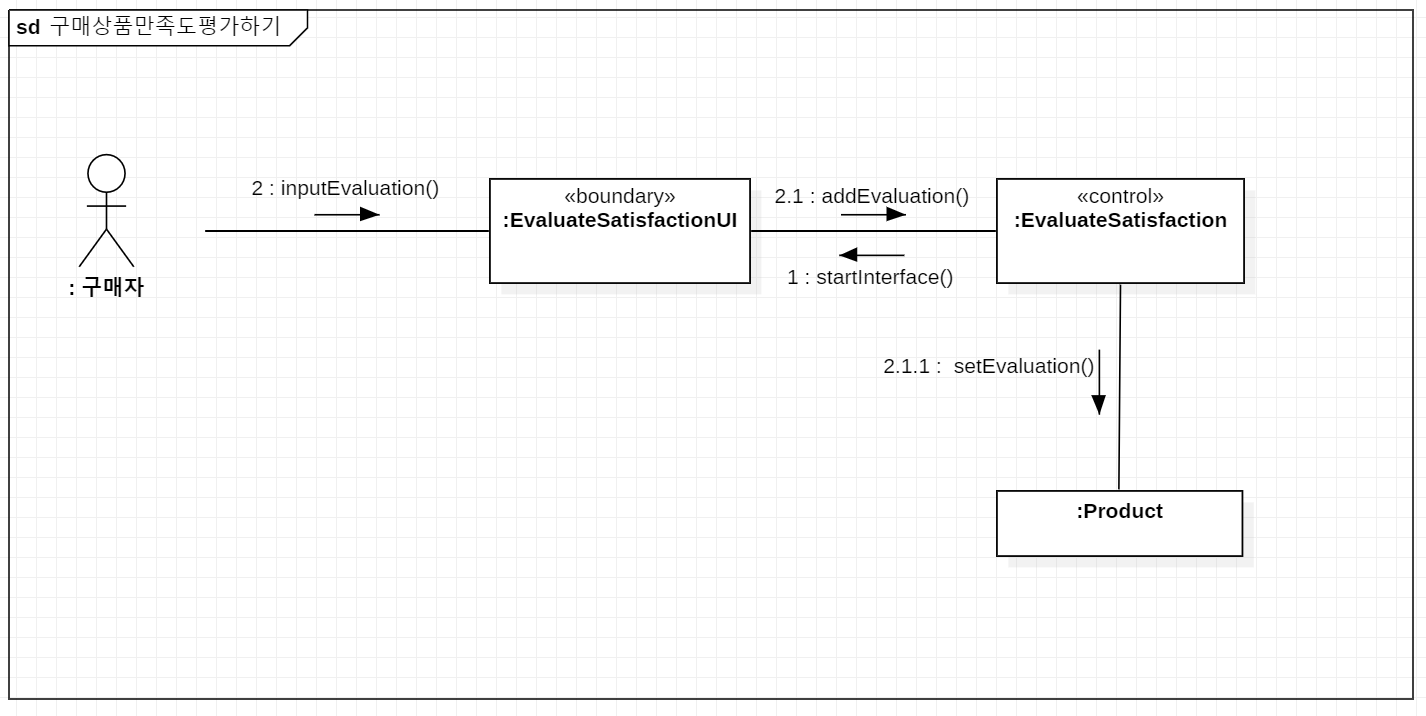 sd 구매상품만족도평가하기
2 : inputEvaluation()
«boundary»
:EvaluateSatisfactionUI
2.1 : addEvaluation()
1 : startInterface()
«control»
:EvaluateSatisfaction
: 구매자
2.1.1 :  setEvaluation()
:Product